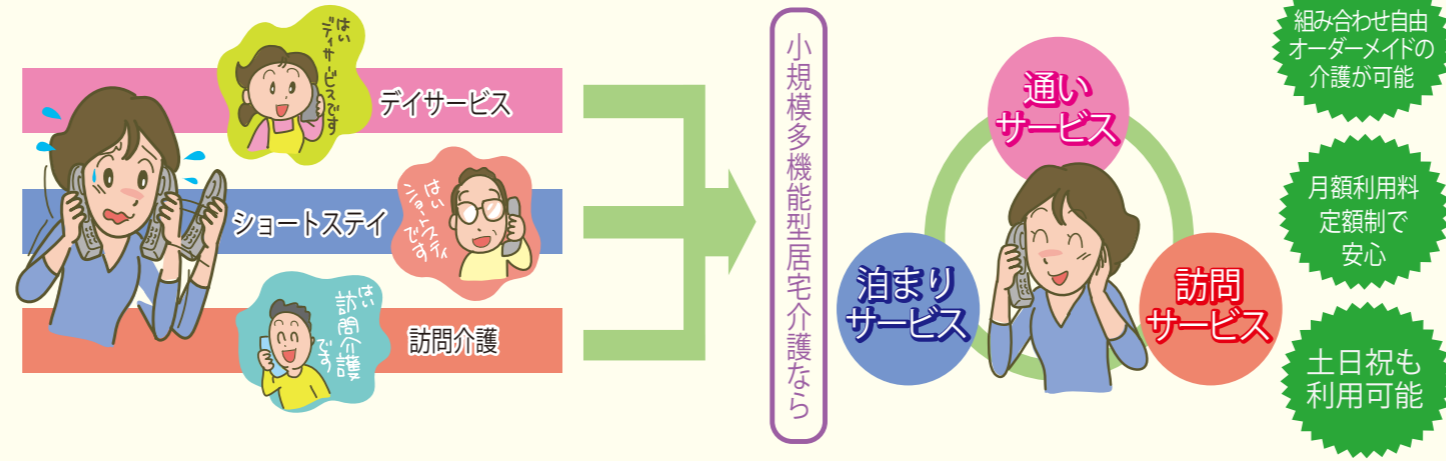 はい
デイサービスです
デイサービス
はい
ショートステイ
です
ショートステイ
はい
訪問介護
です
訪問介護
小規模多機能型居宅介護なら
通い
サービス
泊まり
サービス
訪問
サービス
組み合わせ自由
オーダーメイドの
介護が可能
月額利用料
定額制で
安心
土日祝も
利用可能